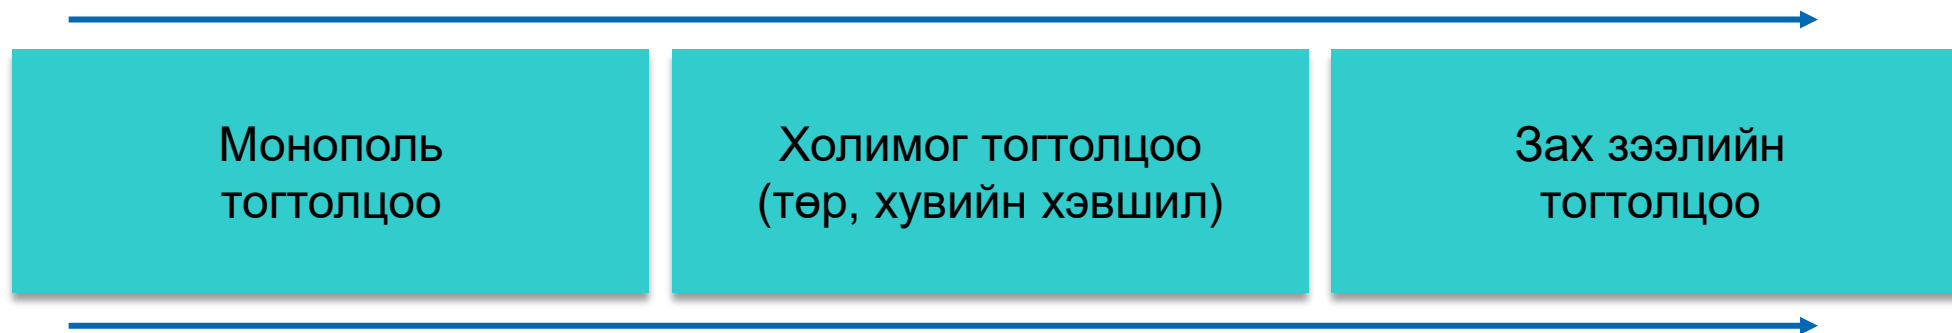 Монополь
тогтолцоо
Холимог тогтолцоо
(төр, хувийн хэвшил)
Зах зээлийн
тогтолцоо